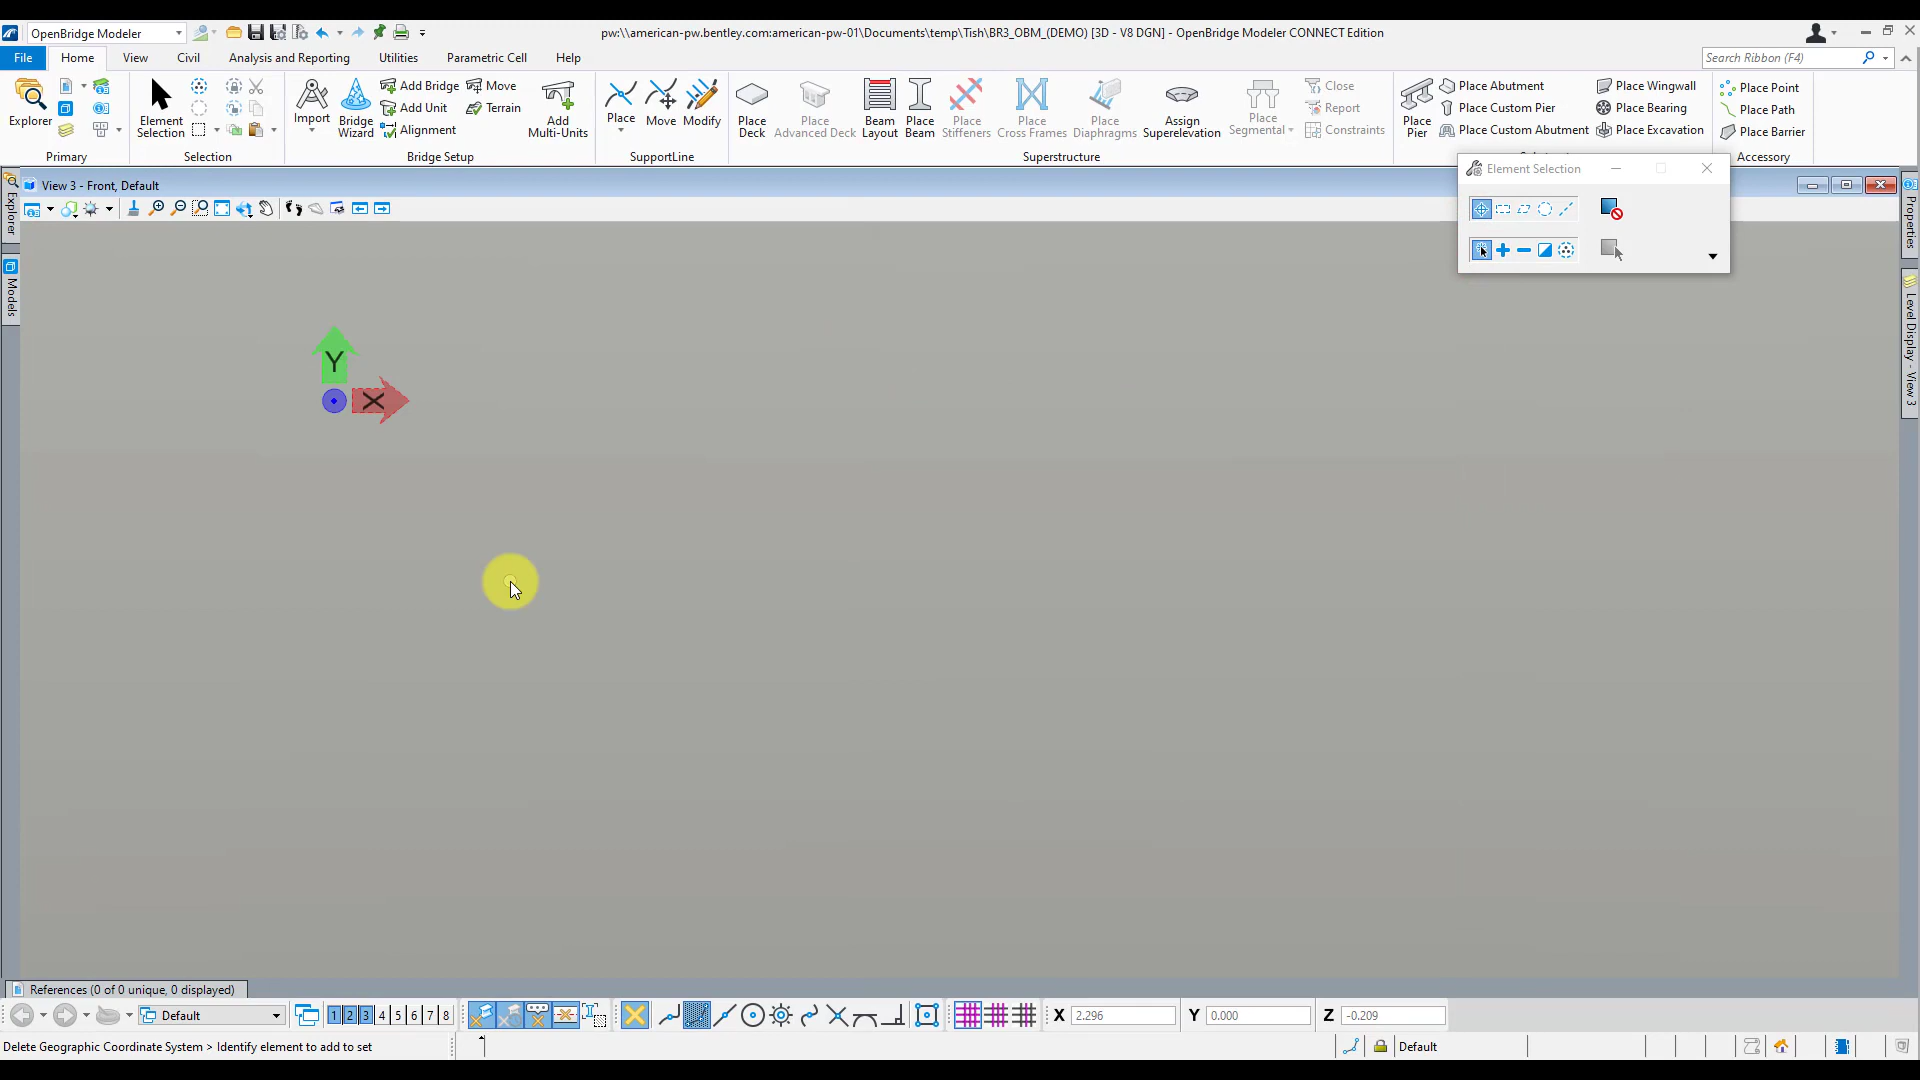 OpenBridge Modeler
pw:\\american-pw.bentley.com:american-pw-01\Documents\temp\Tish\BR3_OBM_(DEMO) [3D - V8 DGN] - OpenBridge Modeler CONNECT Edition
File Home View Civil Analysis and Reporting Utilities Parametric Cell Help
Search Ribbon (F4)
Explorer
Primary
Element Selection
Selection
Import
Bridge Wizard
Add Bridge
Add Unit
Alignment
Move
Terrain
Add Multi-Units
Bridge Setup
Place
Move
Modify
SupportLine
Place Deck
Place Advanced Deck
Beam Layout
Place Beam
Place Stiffeners
Place Cross Frames
Place Diaphragms
Assign Superelevation
Place Segmental
Close
Report
Constraints
Superstructure
Place Pier
Place Abutment
Place Custom Pier
Place Custom Abutment
Place Wingwall
Place Bearing
Place Excavation
Place Point
Place Path
Place Barrier
Accessory
Element Selection
View 3 - Front, Default
Explorer
Models
Properties
Level Display - View 3
Y
X
References (0 of 0 unique, 0 displayed)
Default
1 2 3 4 5 6 7 8
X 2.296
Y 0.000
Z -0.209
Delete Geographic Coordinate System > Identify element to add to set
Default